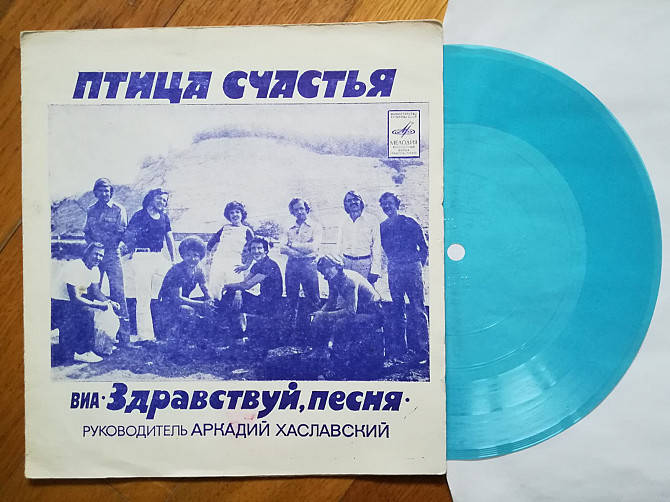 ПТИЦА СЧАСТЬЯ
МЕЛОДИЯ
ВИА·Здравствуй, песня·
РУКОВОДИТЕЛЬ АРКАДИЙ ХАСЛАВСКИЙ